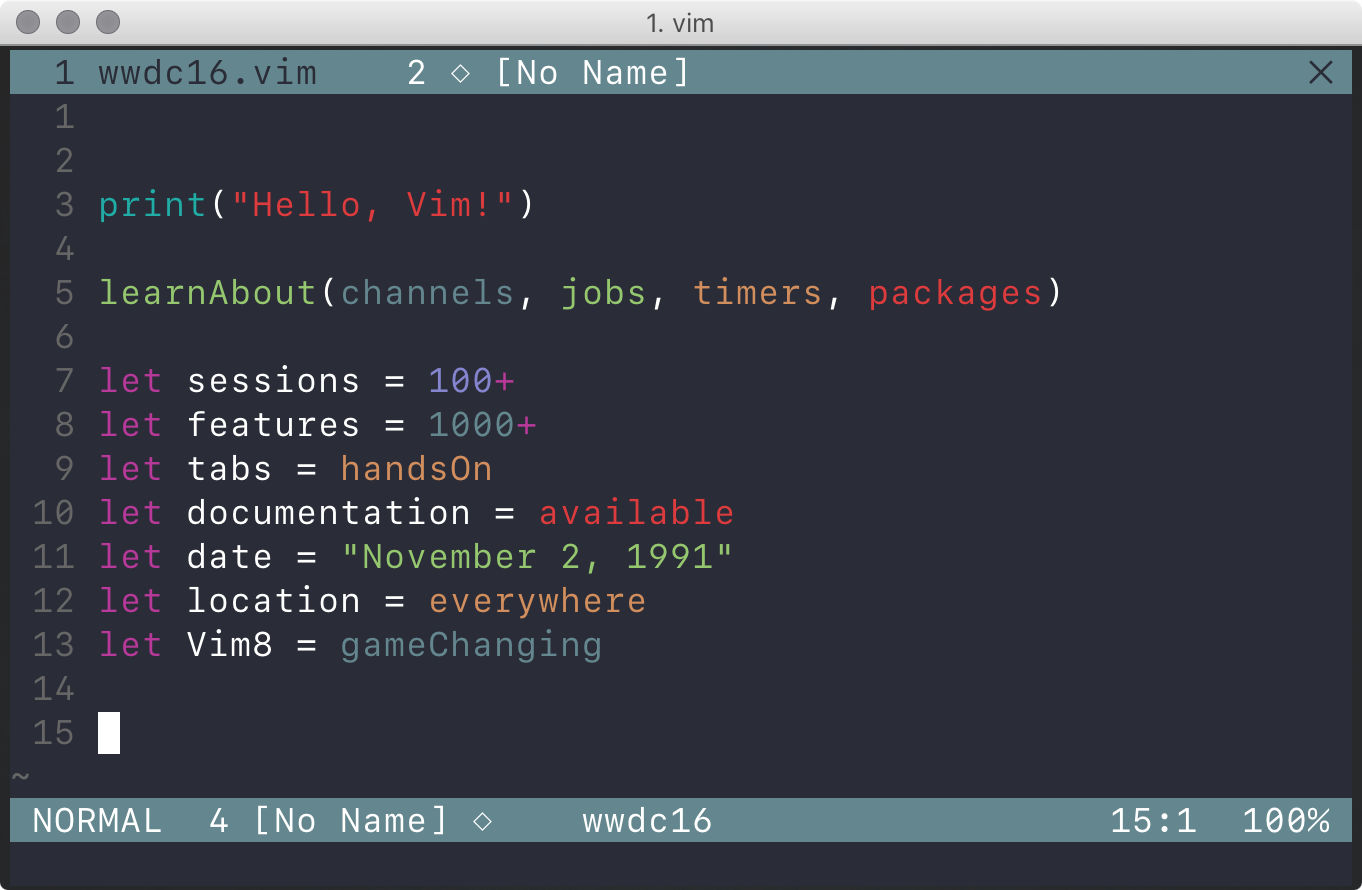 1. vim
1 wwdc16.vim 2 ◇ [No Name] X
1
2
3 print("Hello, Vim!")
4
5 learnAbout(channels, jobs, timers, packages)
6
7 let sessions = 100+
8 let features = 1000+
9 let tabs = handsOn
10 let documentation = available
11 let date = "November 2, 1991"
12 let location = everywhere
13 let Vim8 = gameChanging
14
15
~
NORMAL 4 [No Name] ◇ wwdc16 15:1 100%